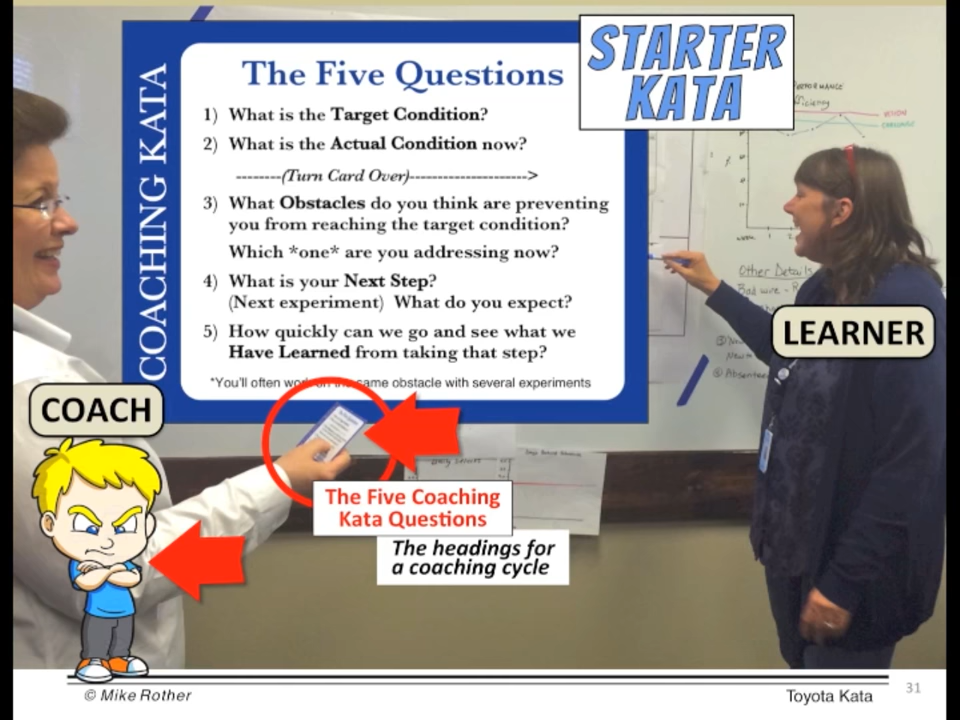 COACHING KATA
The Five Questions
1) What is the Target Condition?
2) What is the Actual Condition now?
--------(Turn Card Over)--------------------->
3) What Obstacles do you think are preventing
you from reaching the target condition?
Which *one* are you addressing now?
4) What is your Next Step?
(Next experiment) What do you expect?
5) How quickly can we go and see what we
Have Learned from taking that step?
*You'll often work on the same obstacle with several experiments
STARTER
KATA
Other Details
LEARNER
COACH
The Five Coaching
Kata Questions
The headings for
a coaching cycle
© Mike Rother
Toyota Kata
31